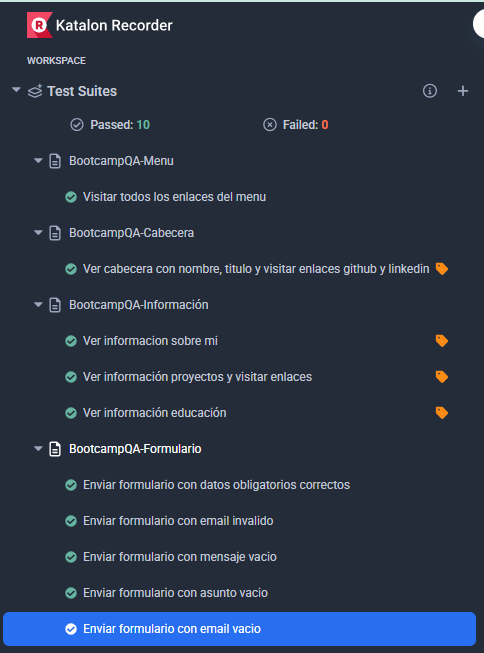 R Katalon Recorder
WORKSPACE
Test Suites
Passed: 10 Failed: 0
BootcampQA-Menu
Visitar todos los enlaces del menu
BootcampQA-Cabecera
Ver cabecera con nombre, titulo y visitar enlaces github y linkedin
BootcampQA-Información
Ver informacion sobre mi
Ver información proyectos y visitar enlaces
Ver información educación
BootcampQA-Formulario
Enviar formulario con datos obligatorios correctos
Enviar formulario con email invalido
Enviar formulario con mensaje vacio
Enviar formulario con asunto vacio
Enviar formulario con email vacio